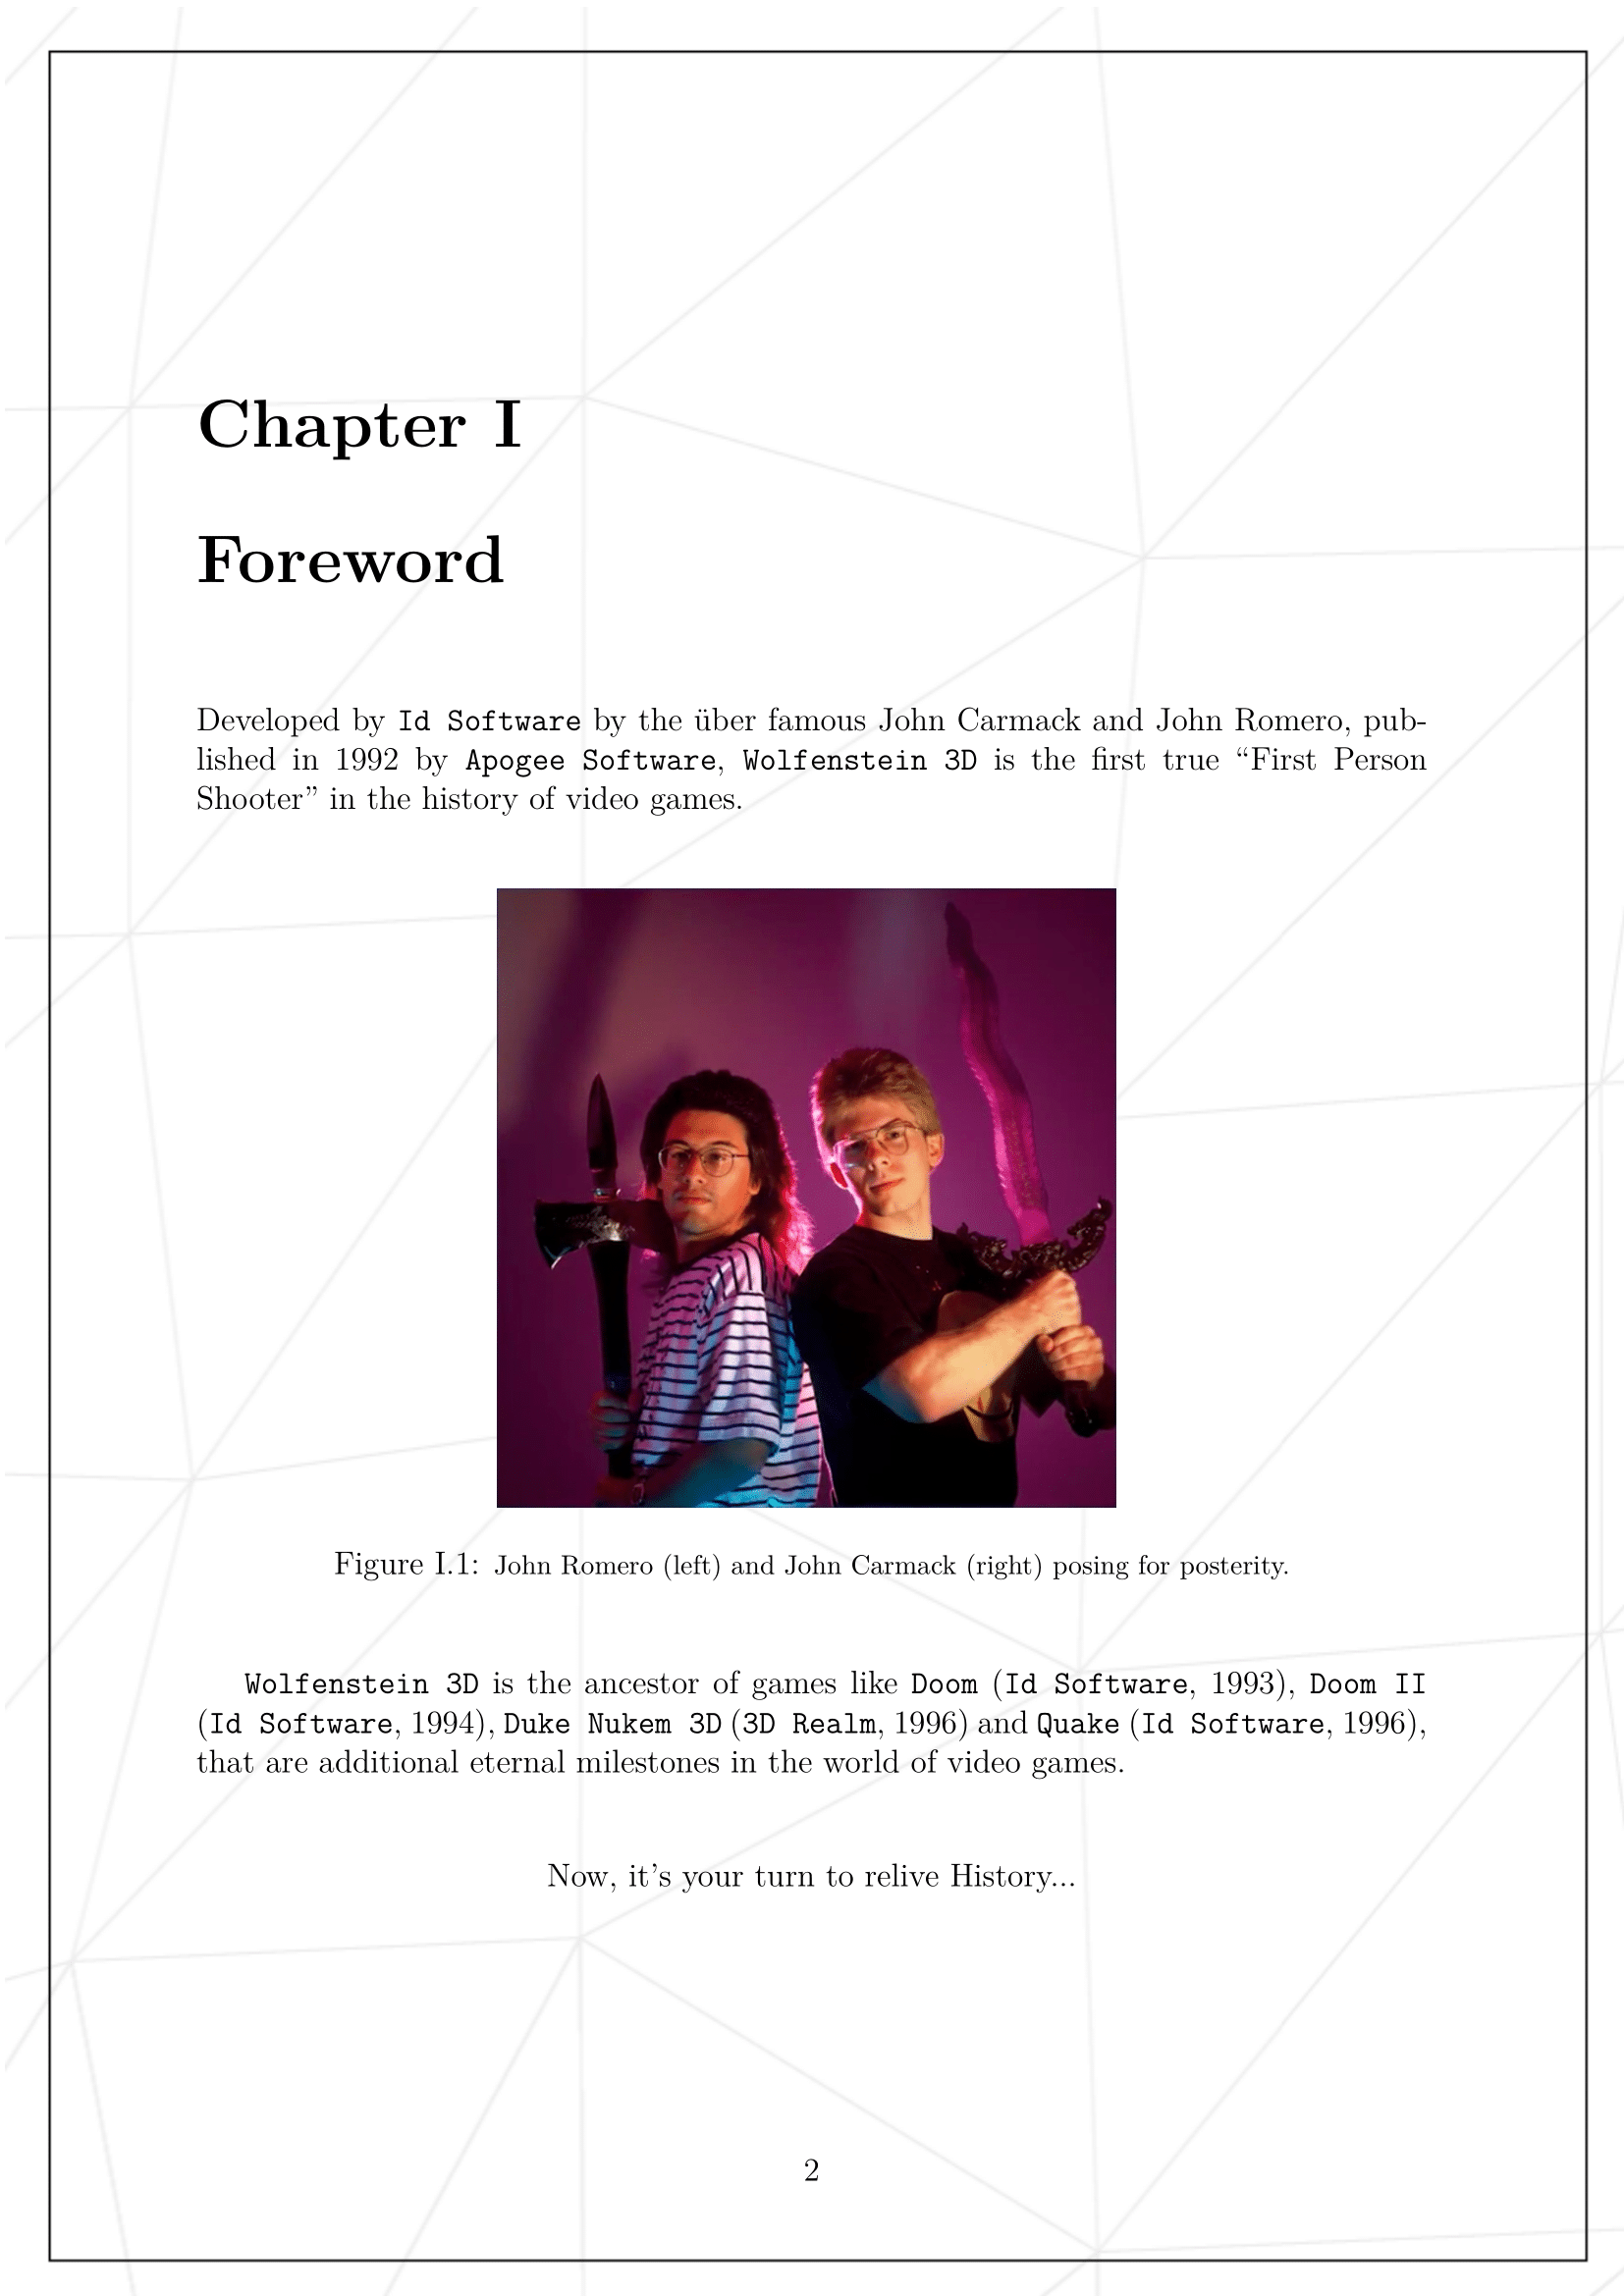 Chapter I
Foreword
Developed by Id Software by the über famous John Carmack and John Romero, pub-
lished in 1992 by Apogee Software, Wolfenstein 3D is the first true “First Person
Shooter” in the history of video games.
Figure I.1: John Romero (left) and John Carmack (right) posing for posterity.
Wolfenstein 3D is the ancestor of games like Doom (Id Software, 1993), Doom II
(Id Software, 1994), Duke Nukem 3D (3D Realm, 1996) and Quake (Id Software, 1996),
that are additional eternal milestones in the world of video games.
Now, it’s your turn to relive History...
2